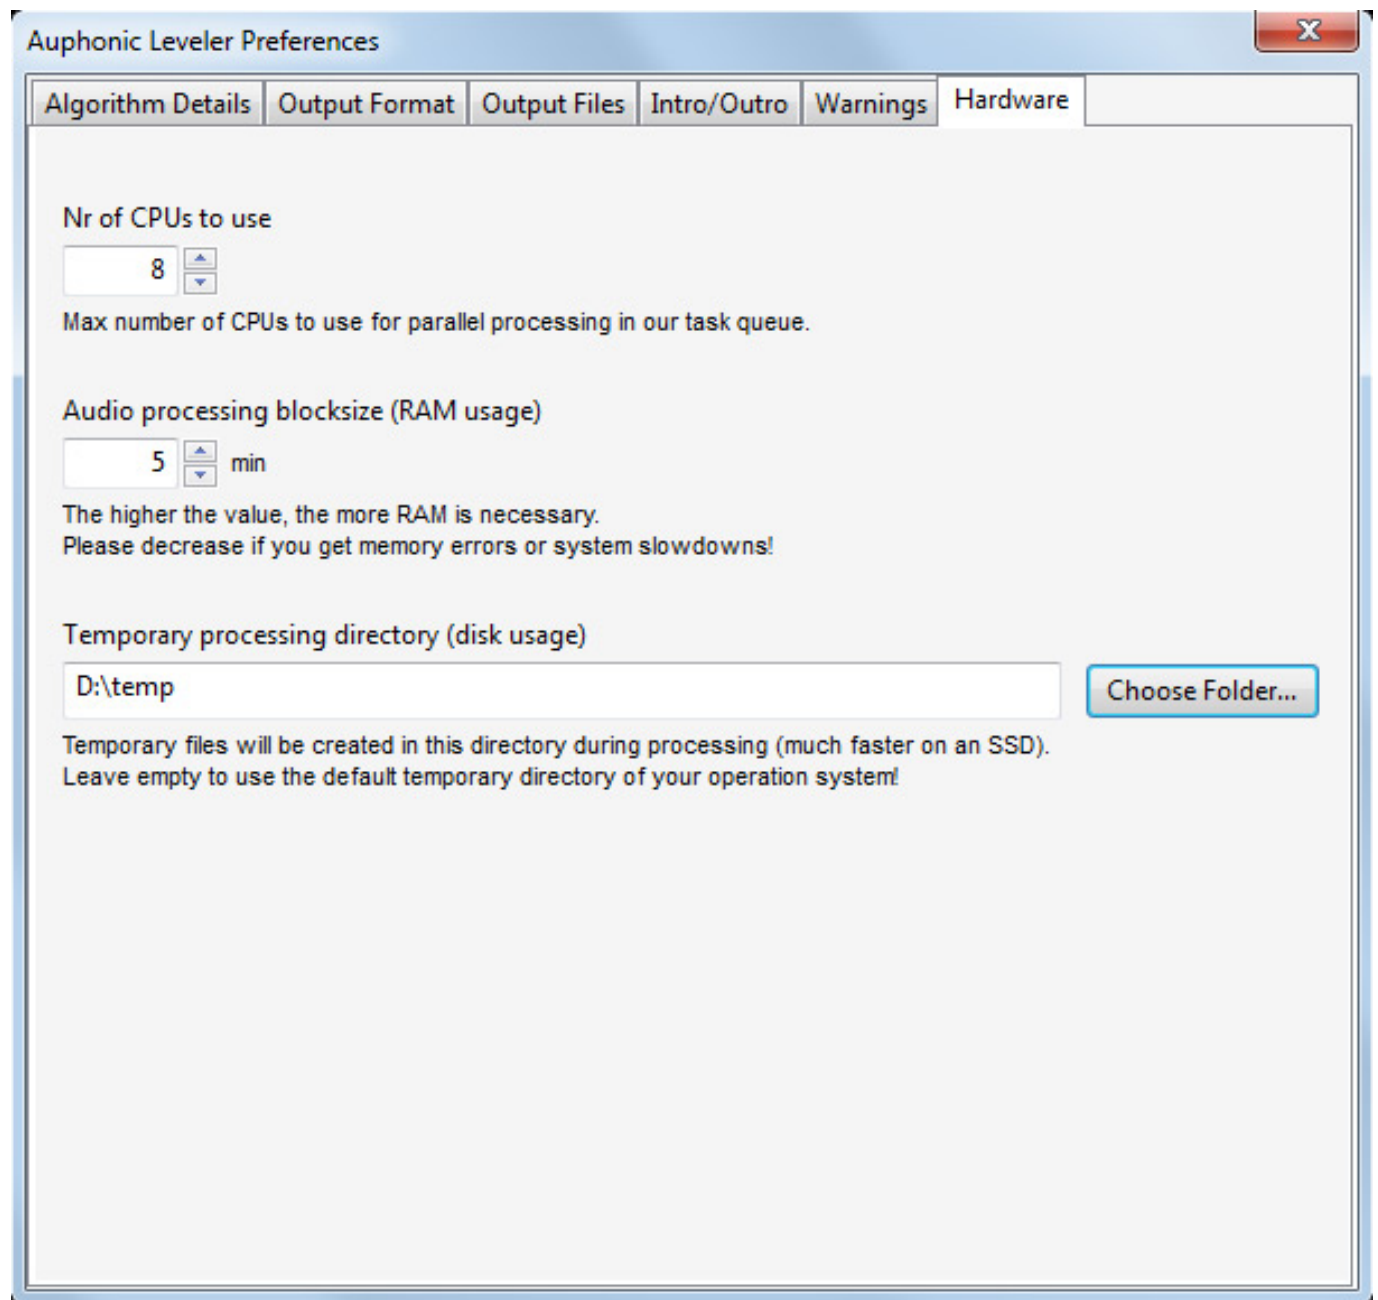 Auphonic Leveler Preferences
X
Algorithm Details Output Format Output Files Intro/Outro Warnings Hardware
Nr of CPUs to use
8
Max number of CPUs to use for parallel processing in our task queue.
Audio processing blocksize (RAM usage)
5 min
The higher the value, the more RAM is necessary.
Please decrease if you get memory errors or system slowdowns!
Temporary processing directory (disk usage)
D:\temp Choose Folder...
Temporary files will be created in this directory during processing (much faster on an SSD).
Leave empty to use the default temporary directory of your operation system!